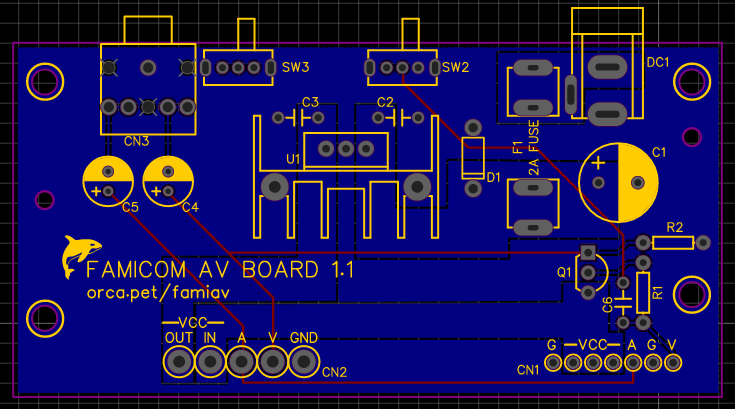 SW3
SW2
DC1
C3
C2
CN3
U1
F1
2A FUSE
D1
C1
C5
C4
R2
FAMICOM AV BOARD 1.1
orca.pet/famiav
Q1
C6
R1
VCC
OUT IN A V GND
CN2
G VCC A G V
CN1